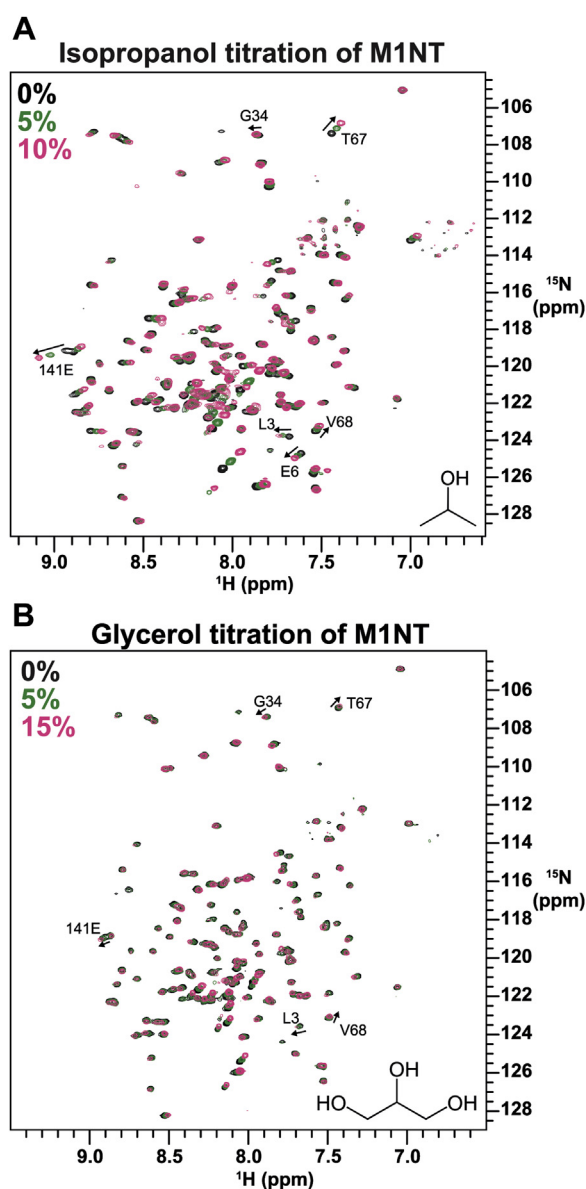 A
Isopropanol titration of M1NT
0%
5%
10%
G34
T67
141E
L3
V68
E6
OH
106
108
110
112
114
116
118
120
122
124
126
128
15N
(ppm)
9.0 8.5 8.0 7.5 7.0
1H (ppm)
B
Glycerol titration of M1NT
0%
5%
15%
G34
T67
141E
L3
V68
OH
HO OH
106
108
110
112
114
116
118
120
122
124
126
128
15N
(ppm)
9.0 8.5 8.0 7.5 7.0
1H (ppm)